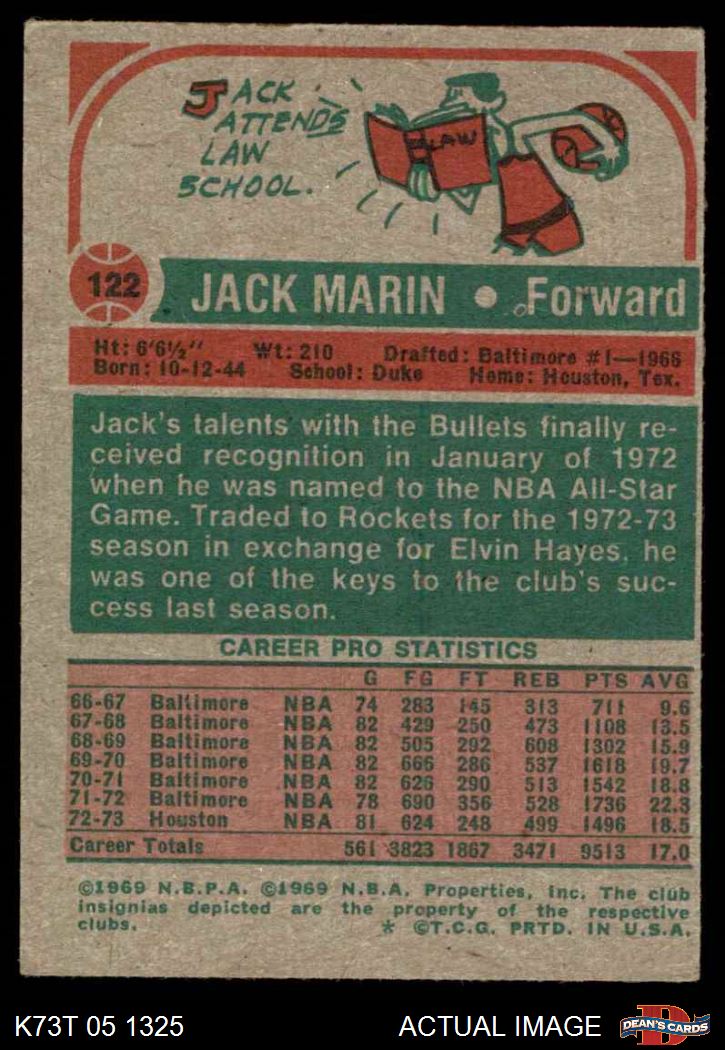 JACK
ATTENDS
LAW
SCHOOL.
LAW
122
JACK MARIN • Forward
Ht: 6'6½" Wt: 210 Drafted: Baltimore #1—1966
Born: 10-12-44 School: Duke Home: Houston, Tex.
Jack's talents with the Bullets finally re-
ceived recognition in January of 1972
when he was named to the NBA All-Star
Game. Traded to Rockets for the 1972-73
season in exchange for Elvin Hayes, he
was one of the keys to the club's suc-
cess last season.
CAREER PRO STATISTICS
G FG FT REB PTS AVG
66-67 Baltimore NBA 74 283 145 313 711 9.6
67-68 Baltimore NBA 82 429 250 473 1108 13.5
68-69 Baltimore NBA 82 505 292 608 1302 15.9
69-70 Baltimore NBA 82 666 286 537 1618 19.7
70-71 Baltimore NBA 82 626 290 513 1542 18.8
71-72 Baltimore NBA 78 690 356 528 1736 22.3
72-73 Houston NBA 81 624 248 499 1496 18.5
Career Totals 561 3823 1867 3471 9513 17.0
©1969 N.B.P.A. ©1969 N.B.A. Properties, Inc. The club
insignias depicted are the property of the respective
clubs. * ©T.C.G. PRTD. IN U.S.A.
K73T 05 1325 ACTUAL IMAGE
D
DEAN'S CARDS